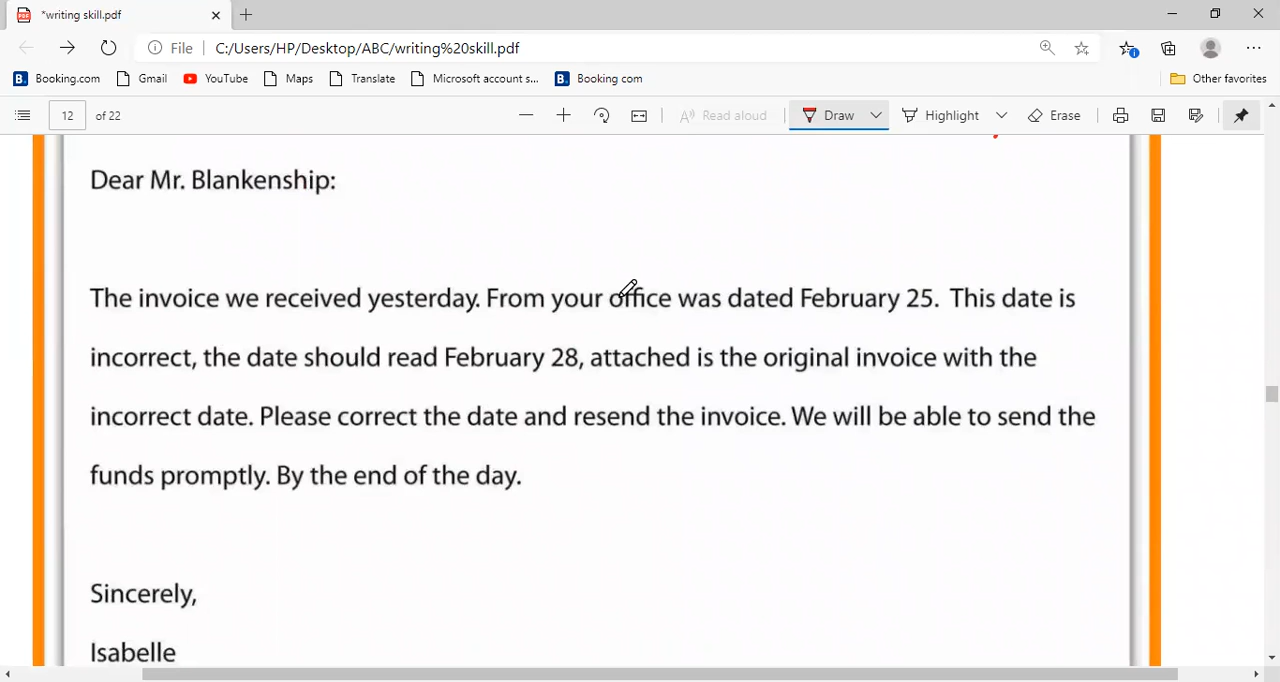 *writing skill.pdf
File C:/Users/HP/Desktop/ABC/writing%20skill.pdf
Booking.com Gmail YouTube Maps Translate Microsoft account s... Booking com Other favorites
12 of 22 Read aloud Draw Highlight Erase
Dear Mr. Blankenship:
The invoice we received yesterday. From your office was dated February 25. This date is
incorrect, the date should read February 28, attached is the original invoice with the
incorrect date. Please correct the date and resend the invoice. We will be able to send the
funds promptly. By the end of the day.
Sincerely,
Isabelle